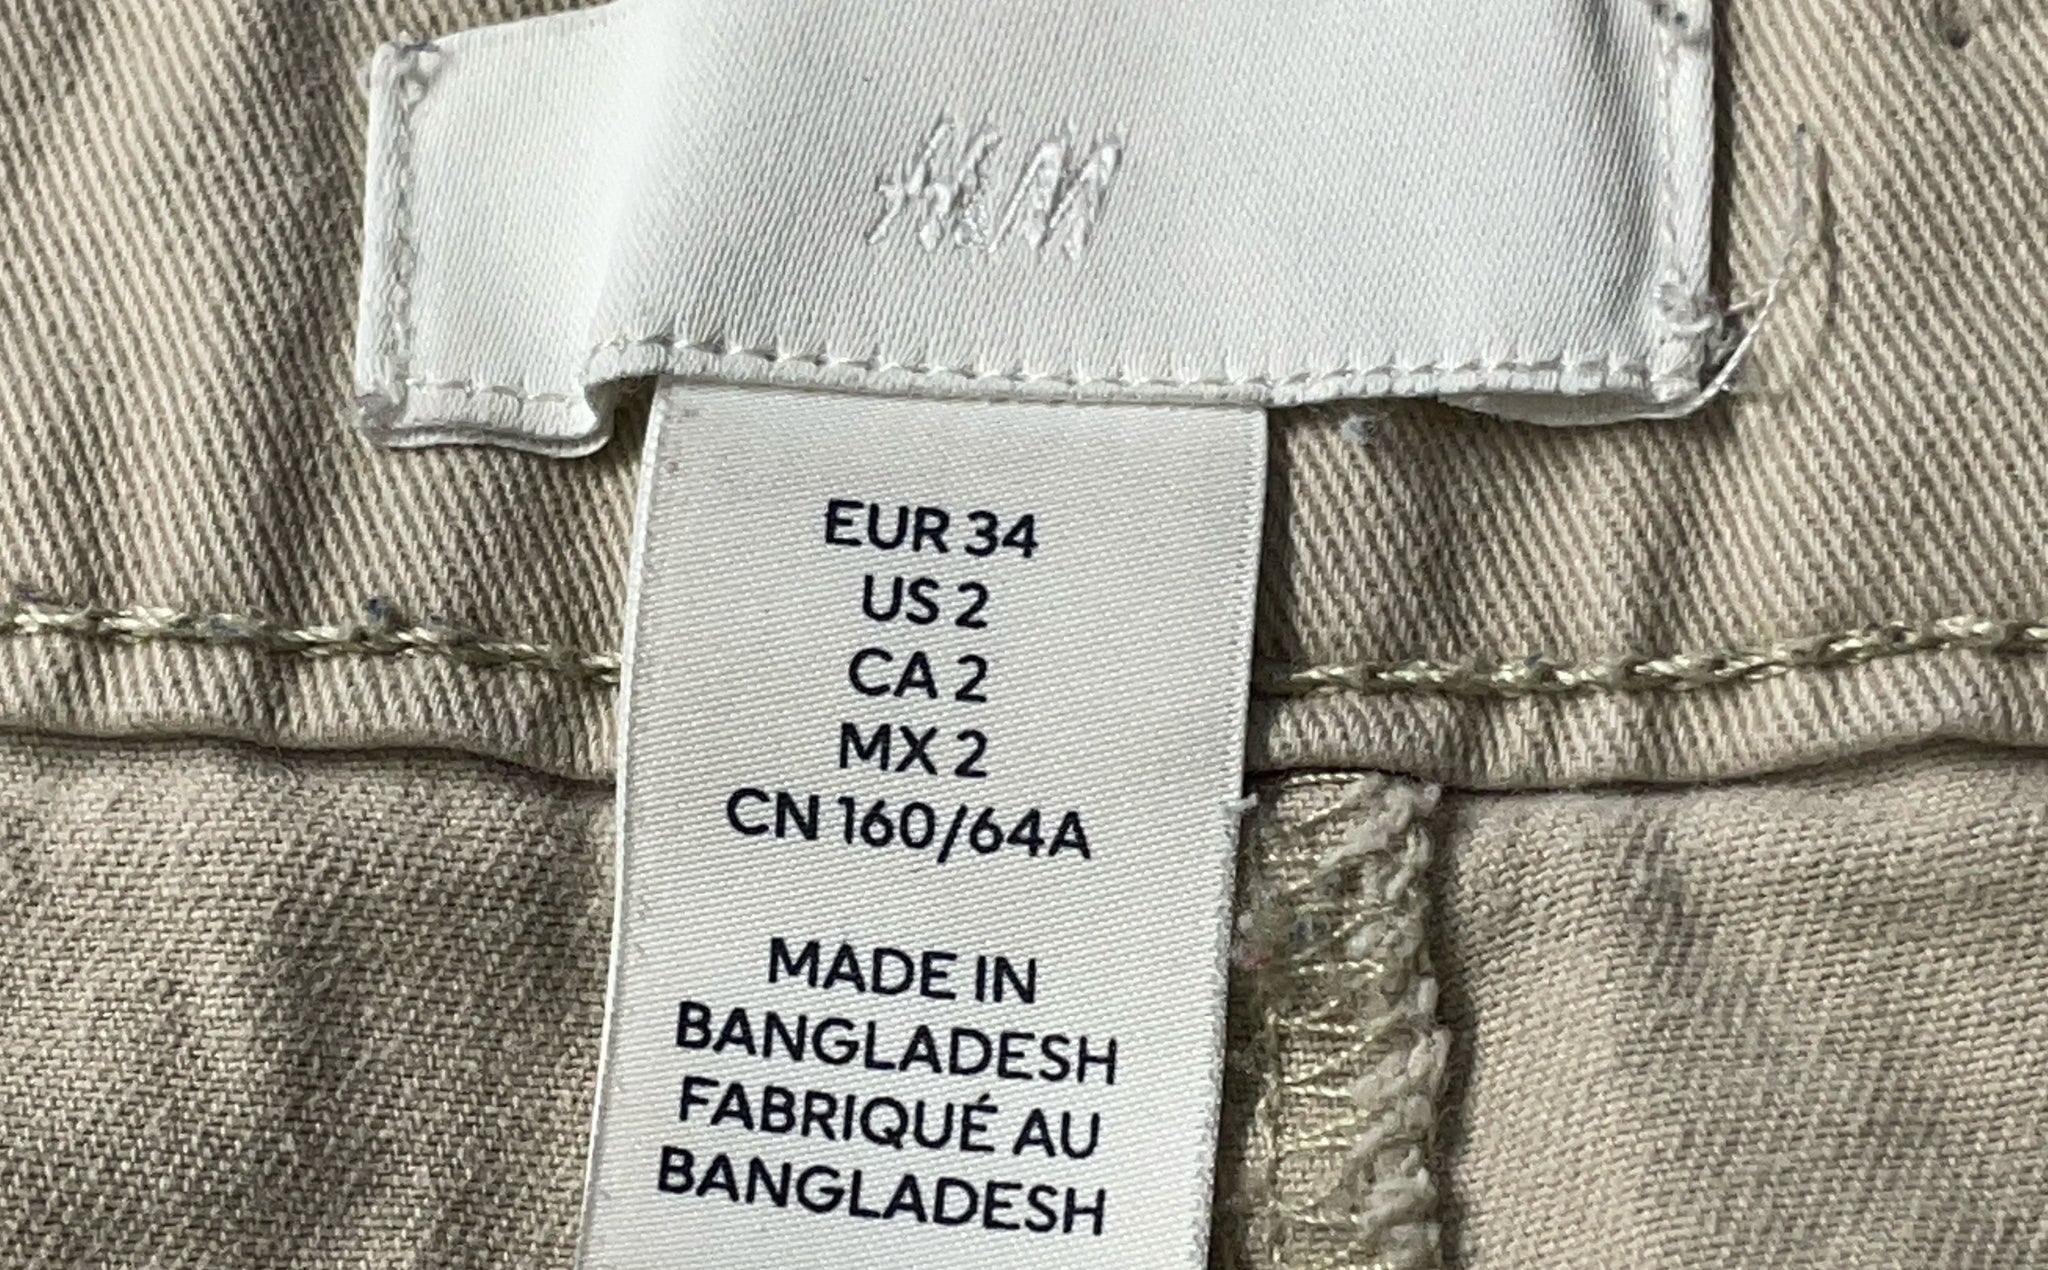 H&M
EUR 34
US 2
CA 2
MX 2
CN 160/64A
MADE IN
BANGLADESH
FABRIQUÉ AU
BANGLADESH